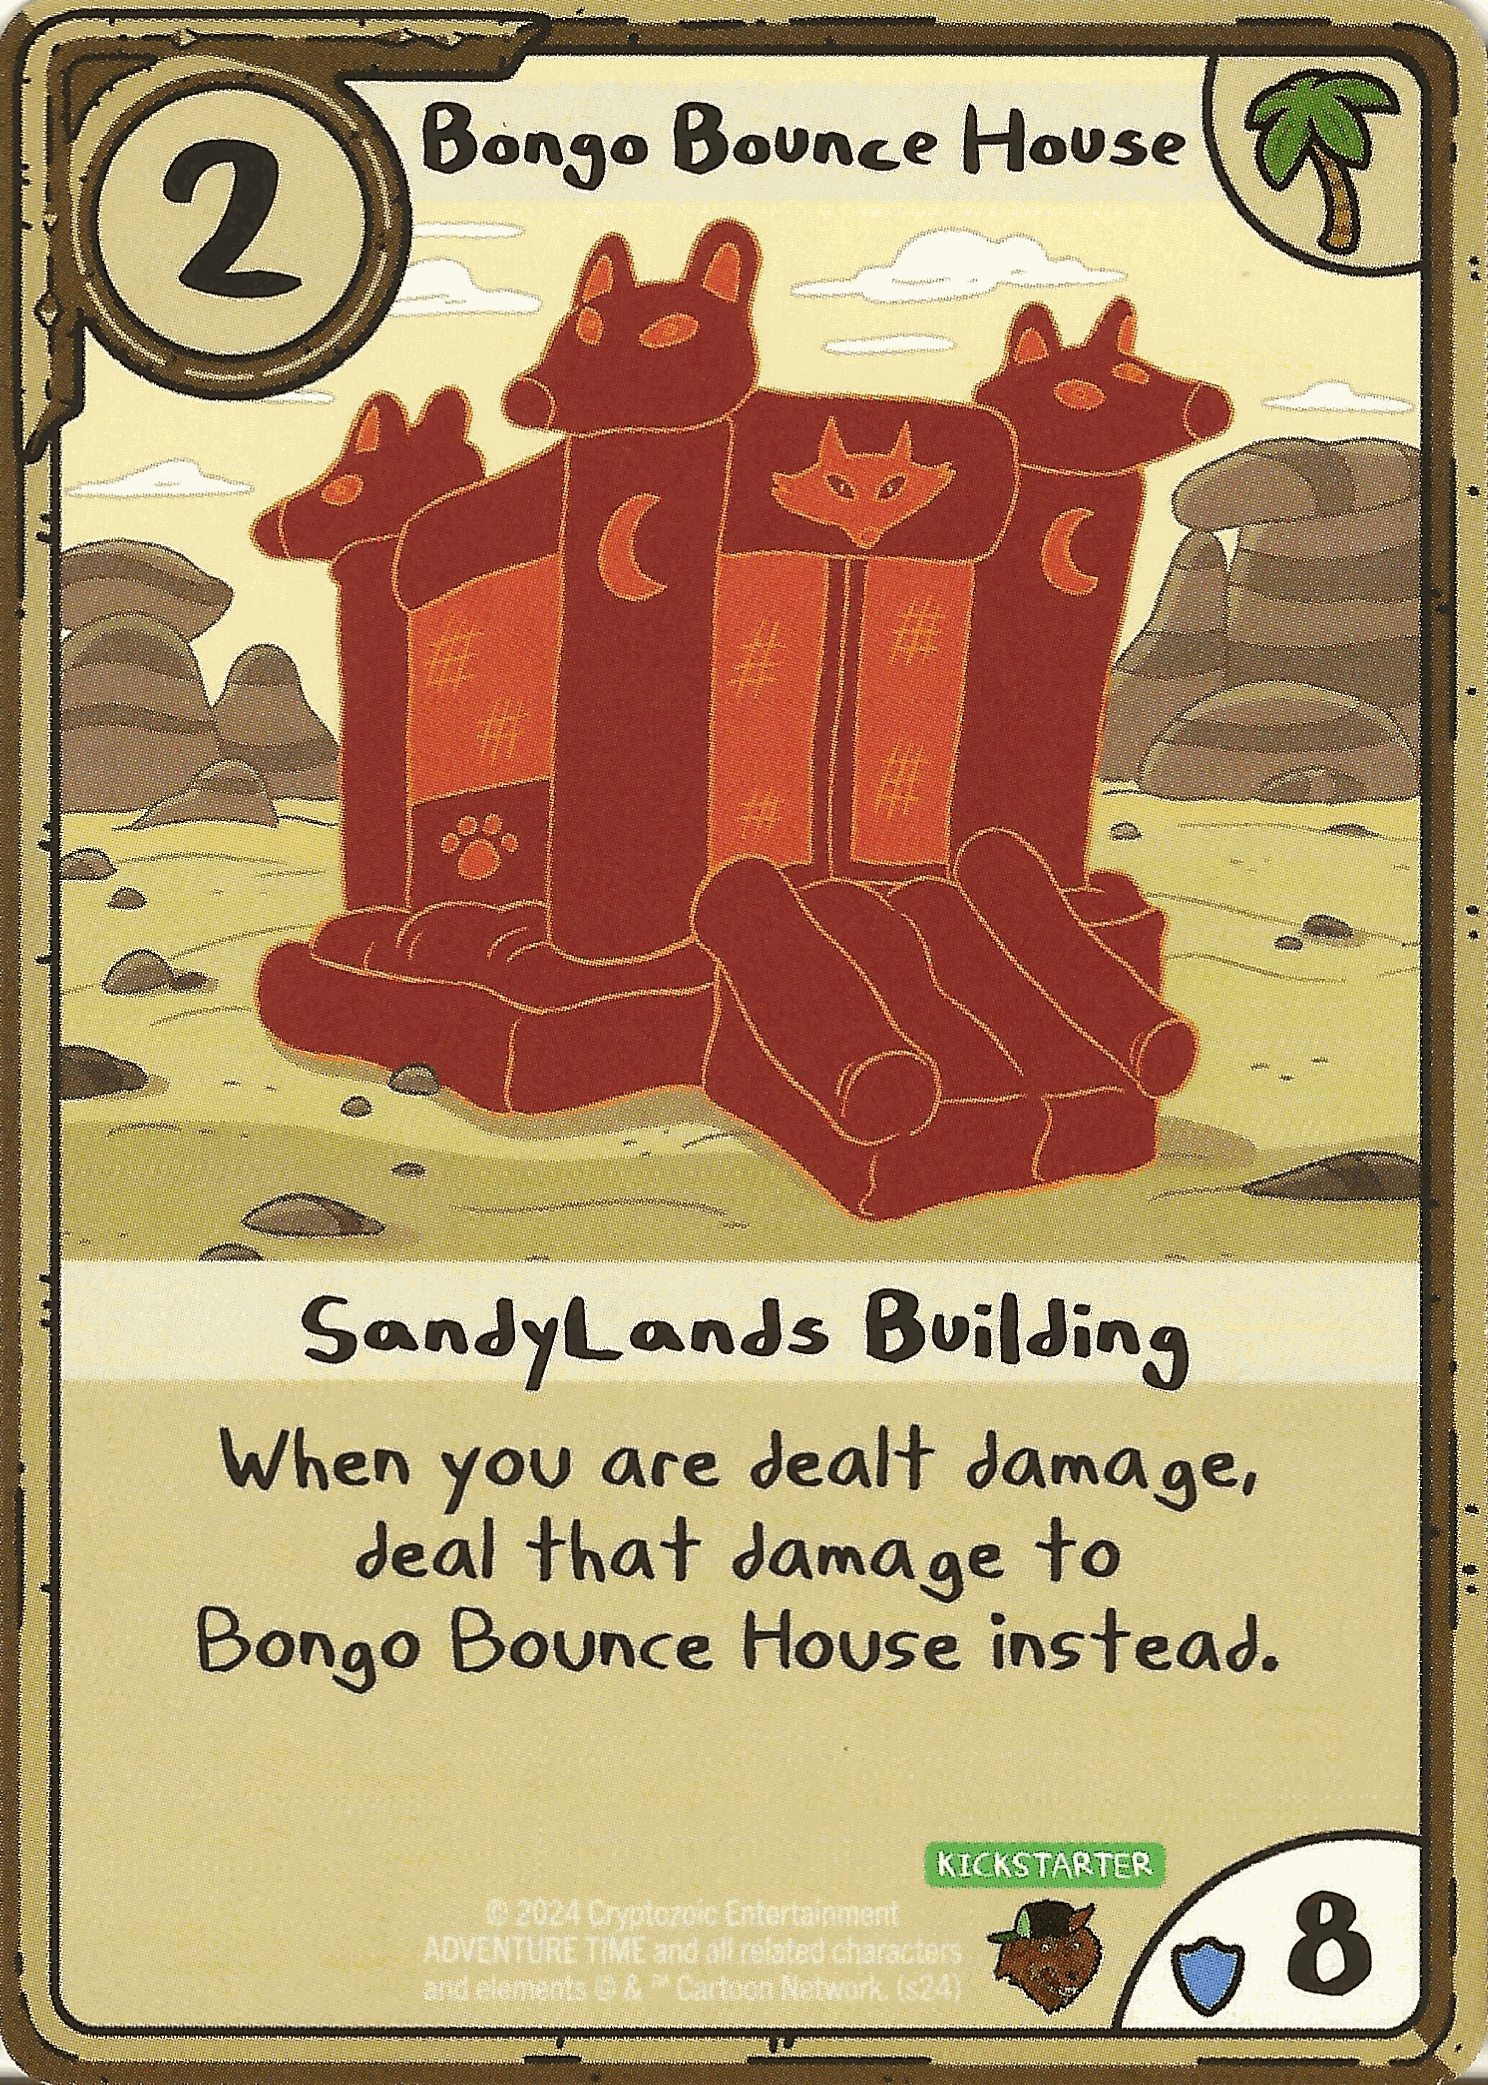 2
Bongo Bounce House
SandyLands Building
When you are dealt damage,
deal that damage to
Bongo Bounce House instead.
KICKSTARTER
© 2024 Cryptozoic Entertainment
ADVENTURE TIME and all related characters
and elements © & ™ Cartoon Network. (s24)
8